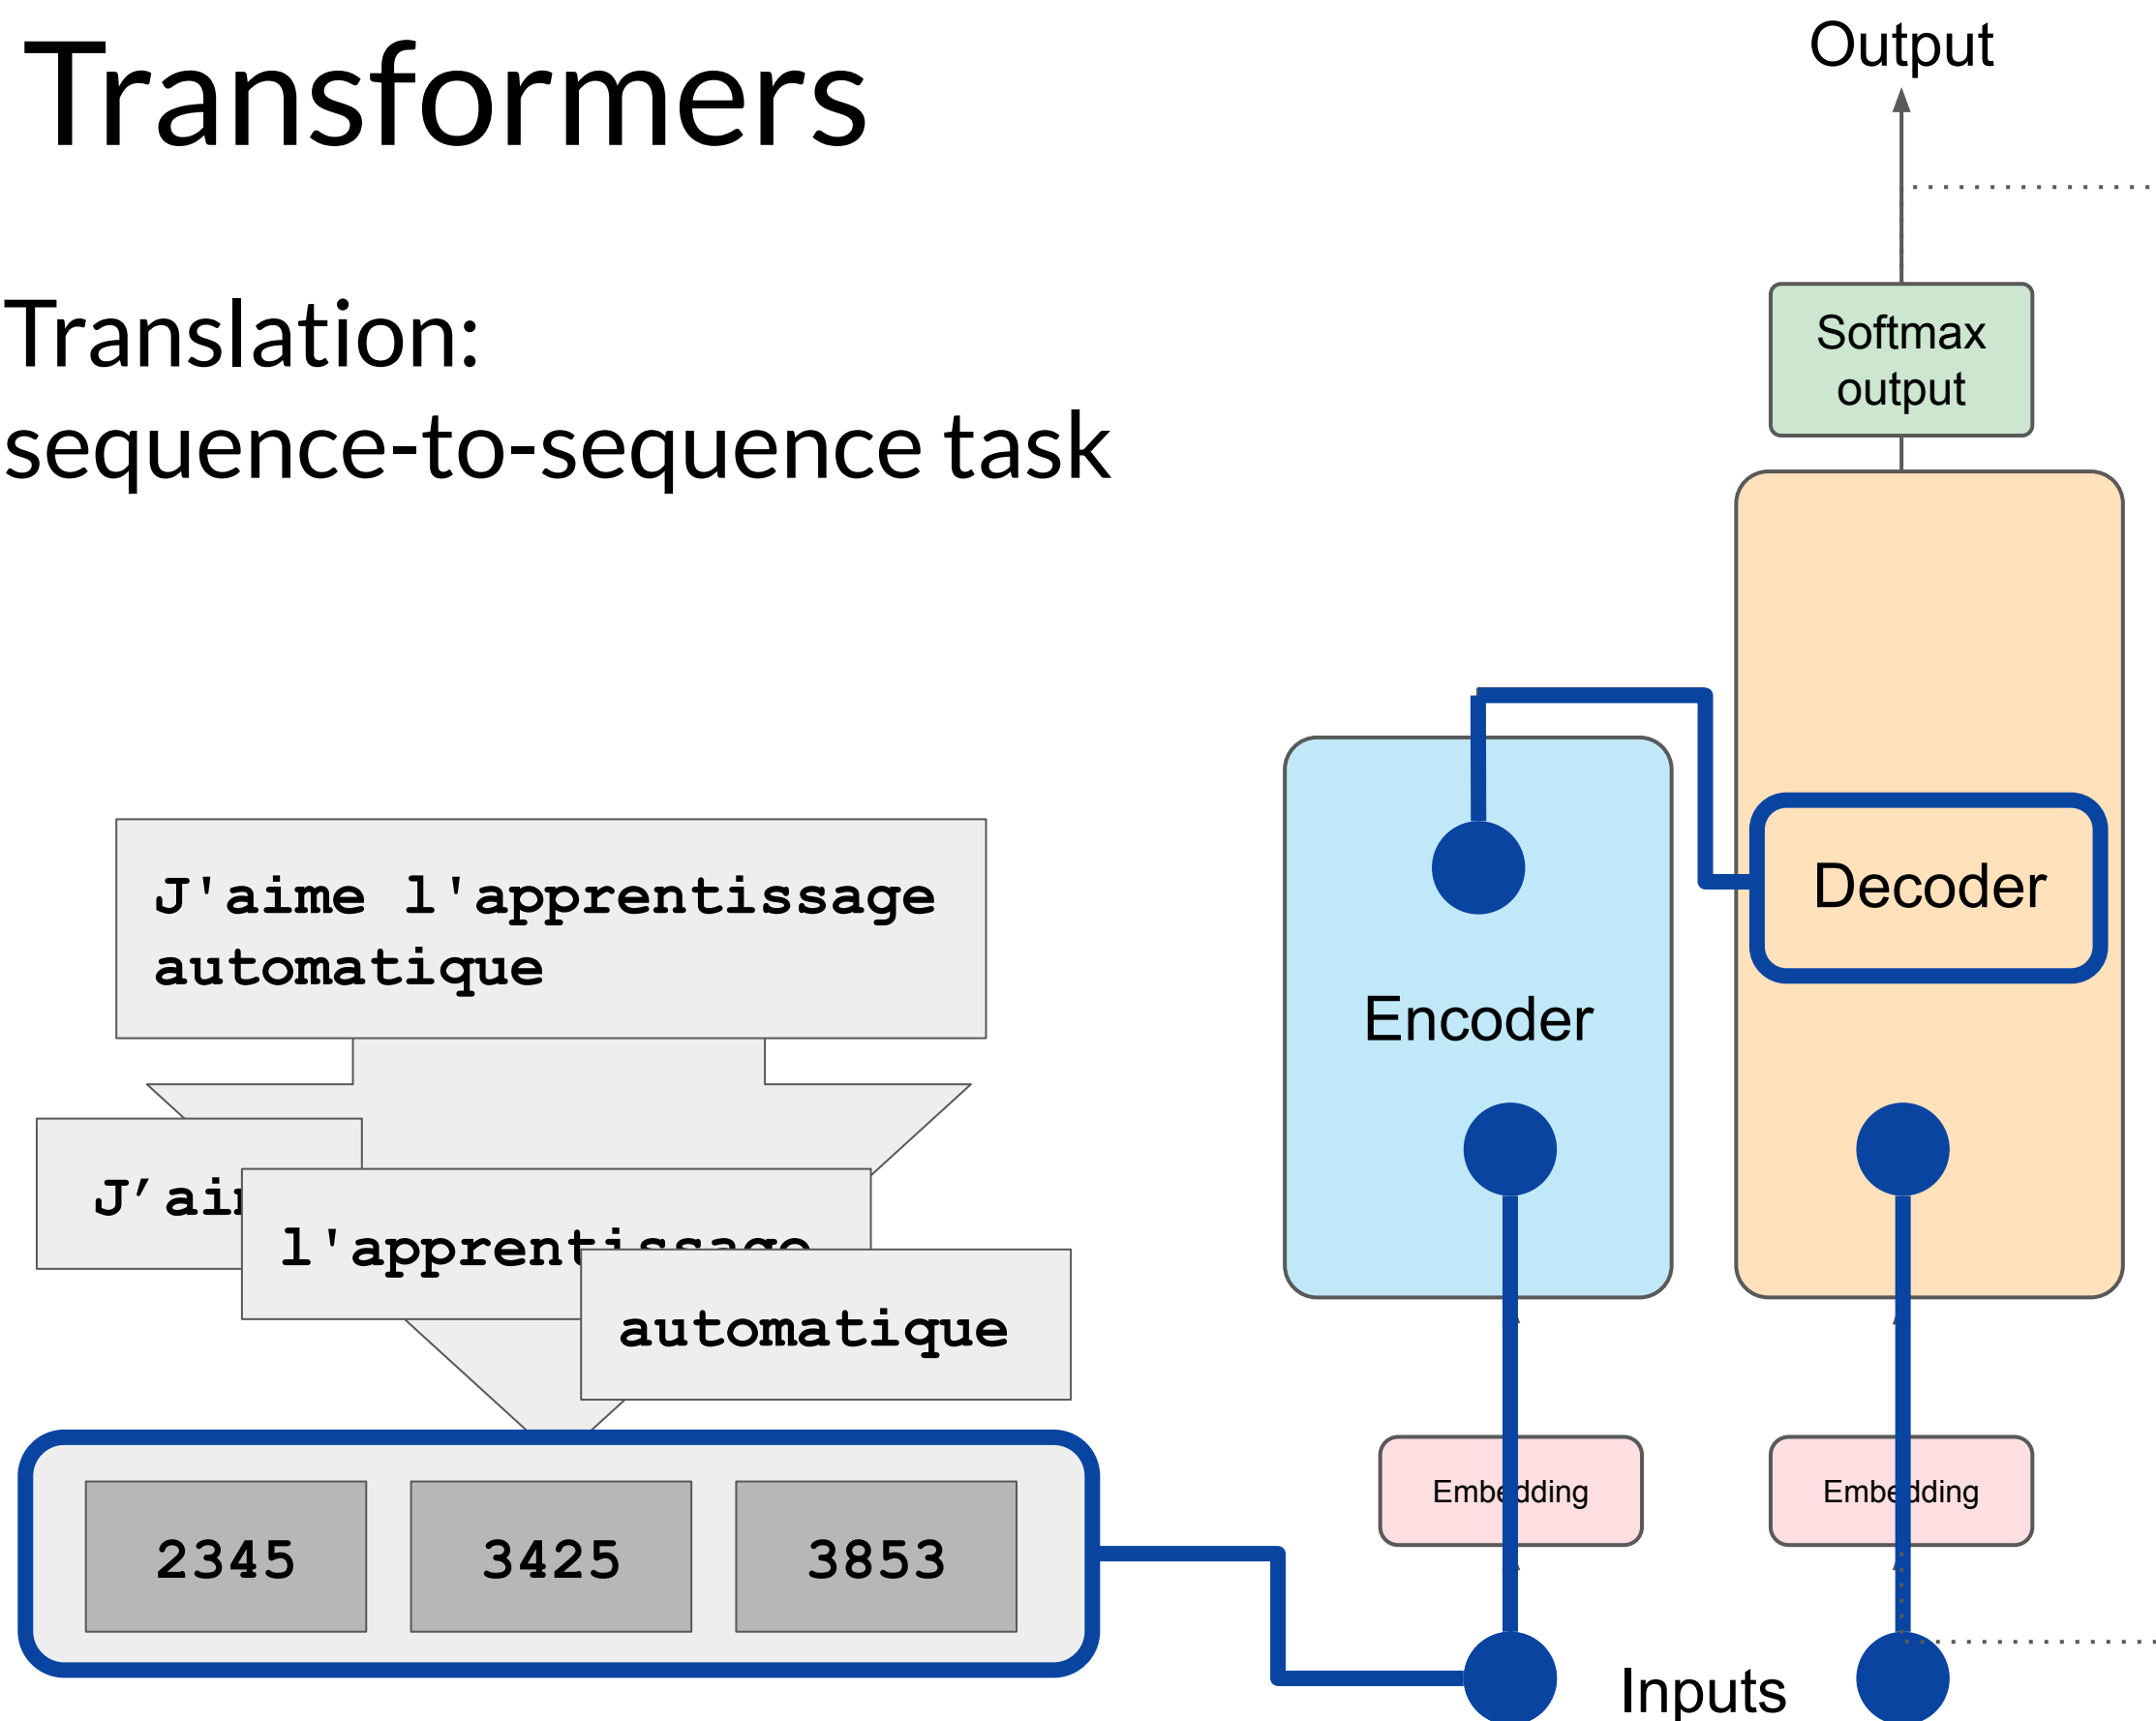 Transformers
Translation:
sequence-to-sequence task
J'aime l'apprentissage
automatique
l'apprentissage
automatique
2345
3425
3853
Output
Softmax
output
Decoder
Encoder
Embedding
Embedding
Inputs